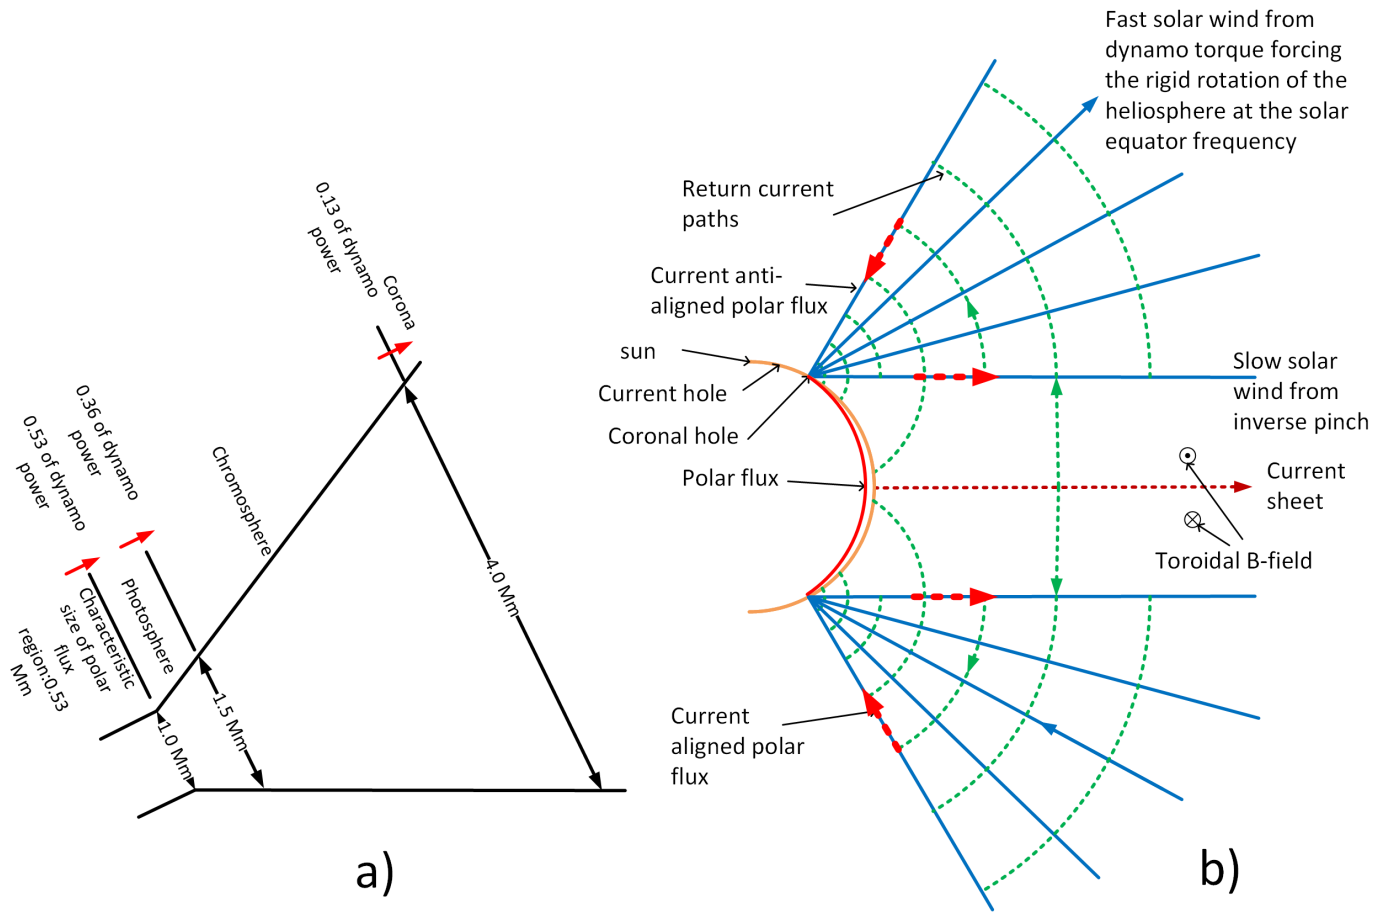 0.13 of dynamo
power
Corona
0.36 of dynamo
power
0.53 of dynamo
power
Chromosphere
Photosphere
Characteristic
size of polar
flux
region:0.53
Mm
1.0 Mm
1.5 Mm
4.0 Mm
a)
Fast solar wind from
dynamo torque forcing
the rigid rotation of the
heliosphere at the solar
equator frequency
Return current
paths
Current anti-
aligned polar flux
sun
Current hole
Coronal hole
Polar flux
Slow solar
wind from
inverse pinch
Current
sheet
Toroidal B-field
Current
aligned polar
flux
b)